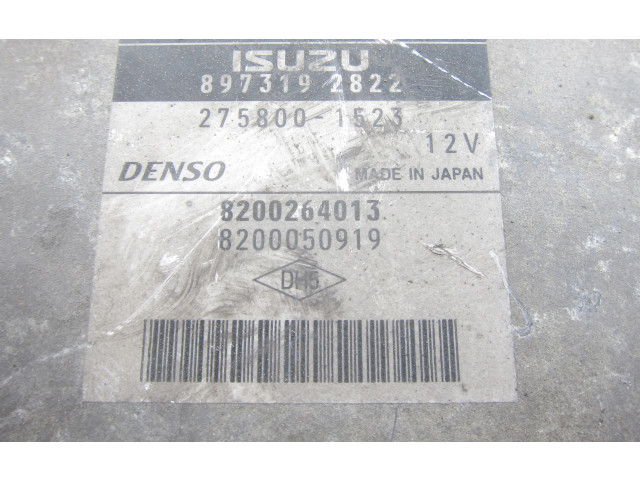 ISUZU
897319 2822
275800-1523
12V
DENSO MADE IN JAPAN
8200264013
8200050919
DH5